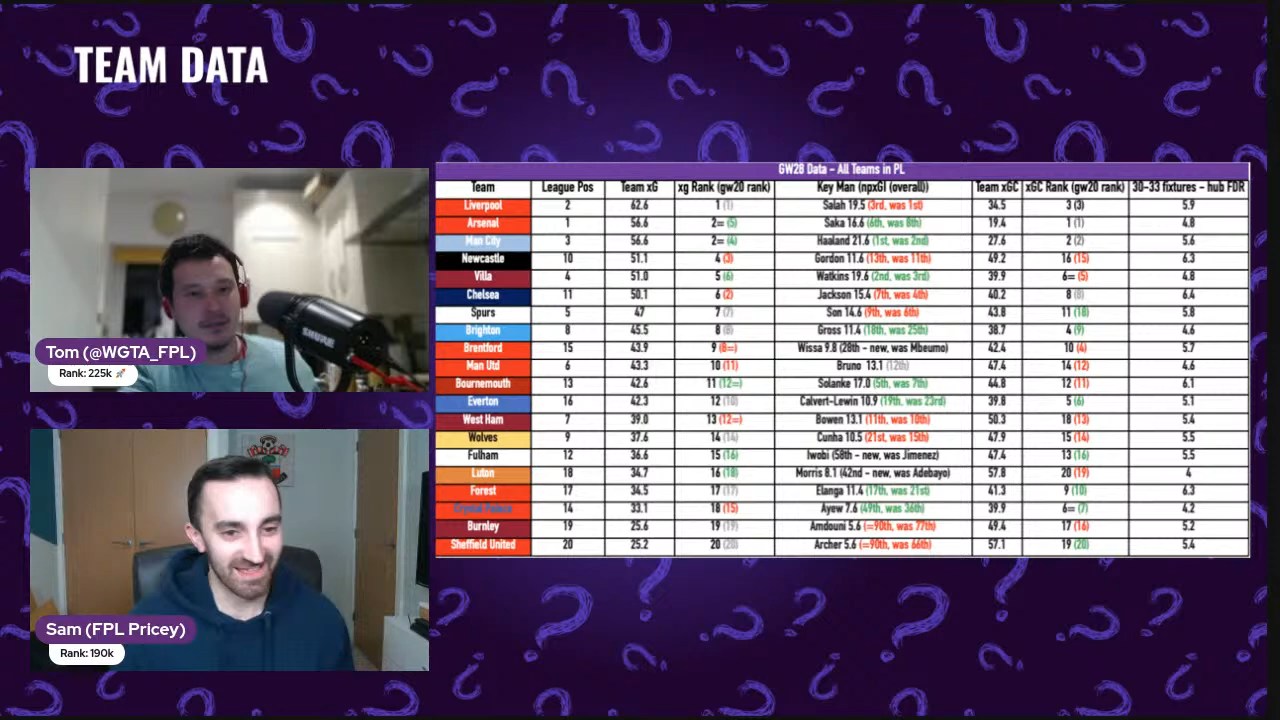 TEAM DATA
GW28 Data - All Teams in PL
Team League Pos Team xG xg Rank (gw20 rank) Key Man (npxGI (overall)) Team xGC xGC Rank (gw20 rank) 30-33 fixtures - hub FDR
Liverpool 2 62.6 1 (1) Salah 19.5 (3rd, was 1st) 34.5 3 (3) 5.9
Arsenal 1 56.6 2= (5) Saka 16.6 (6th, was 8th) 19.4 1 (1) 4.8
Man City 3 56.6 2= (4) Haaland 21.6 (1st, was 2nd) 27.6 2 (2) 5.6
Newcastle 10 51.1 4 (3) Gordon 11.6 (13th, was 11th) 49.2 16 (15) 6.3
Villa 4 51.0 5 (6) Watkins 19.6 (2nd, was 3rd) 39.9 6= (5) 4.8
Chelsea 11 50.1 6 (2) Jackson 15.4 (7th, was 4th) 40.2 8 (8) 6.4
Spurs 5 47 7 (7) Son 14.6 (9th, was 6th) 43.8 11 (18) 5.8
Brighton 8 45.5 8 (8) Gross 11.4 (18th, was 25th) 38.7 4 (9) 4.6
Brentford 15 43.9 9 (8=) Wissa 9.8 (28th - new, was Mbeumo) 42.4 10 (4) 5.7
Man Utd 6 43.3 10 (11) Bruno 13.1 (12th) 47.4 14 (12) 4.6
Bournemouth 13 42.6 11 (12=) Solanke 17.0 (5th, was 7th) 44.8 12 (11) 6.1
Everton 16 42.3 12 (10) Calvert-Lewin 10.9 (19th, was 23rd) 39.8 5 (6) 5.1
West Ham 7 39.0 13 (12=) Bowen 13.1 (11th, was 10th) 50.3 18 (13) 5.4
Wolves 9 37.6 14 (14) Cunha 10.5 (21st, was 15th) 47.9 15 (14) 5.5
Fulham 12 36.6 15 (16) Iwobi (58th - new, was Jimenez) 47.4 13 (16) 5.5
Luton 18 34.7 16 (18) Morris 8.1 (42nd - new, was Adebayo) 57.8 20 (19) 4
Forest 17 34.5 17 (17) Elanga 11.4 (17th, was 21st) 41.3 9 (10) 6.3
Crystal Palace 14 33.1 18 (15) Ayew 7.6 (49th, was 36th) 39.9 6= (7) 4.2
Burnley 19 25.6 19 (19) Amdouni 5.6 (=90th, was 77th) 49.4 17 (16) 5.2
Sheffield United 20 25.2 20 (20) Archer 5.6 (=90th, was 66th) 57.1 19 (20) 5.4
SHURE
Tom (@WGTA_FPL)
Rank: 225k 🚀
Sam (FPL Pricey)
Rank: 190k